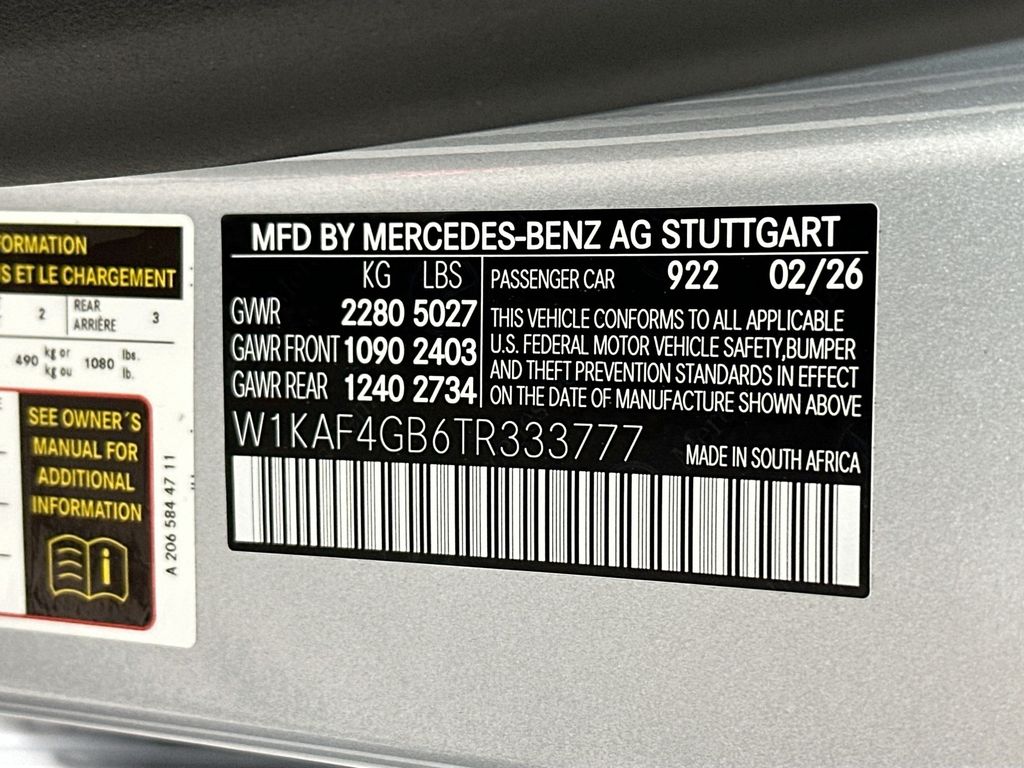 FORMATION
S ET LE CHARGEMENT
2 REAR ARRIÈRE 3
490 kg or kg ou 1080 lbs. lb.
SEE OWNER´S
MANUAL FOR
ADDITIONAL
INFORMATION
i
A 206 584 47 11
MFD BY MERCEDES-BENZ AG STUTTGART
KG LBS
GVWR 2280 5027
GAWR FRONT 1090 2403
GAWR REAR 1240 2734
PASSENGER CAR 922 02/26
THIS VEHICLE CONFORMS TO ALL APPLICABLE
U.S. FEDERAL MOTOR VEHICLE SAFETY,BUMPER
AND THEFT PREVENTION STANDARDS IN EFFECT
ON THE DATE OF MANUFACTURE SHOWN ABOVE
W1KAF4GB6TR333777
MADE IN SOUTH AFRICA